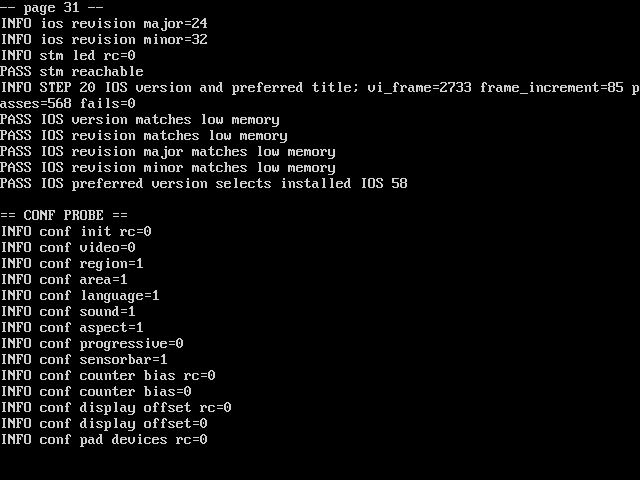 -- page 31 --
INFO ios revision major=24
INFO ios revision minor=32
INFO stm led rc=0
PASS stm reachable
INFO STEP 20 IOS version and preferred title; vi_frame=2733 frame_increment=85 p
asses=568 fails=0
PASS IOS version matches low memory
PASS IOS revision matches low memory
PASS IOS revision major matches low memory
PASS IOS revision minor matches low memory
PASS IOS preferred version selects installed IOS 58
== CONF PROBE ==
INFO conf init rc=0
INFO conf video=0
INFO conf region=1
INFO conf area=1
INFO conf language=1
INFO conf sound=1
INFO conf aspect=1
INFO conf progressive=0
INFO conf sensorbar=1
INFO conf counter bias rc=0
INFO conf counter bias=0
INFO conf display offset rc=0
INFO conf display offset=0
INFO conf pad devices rc=0